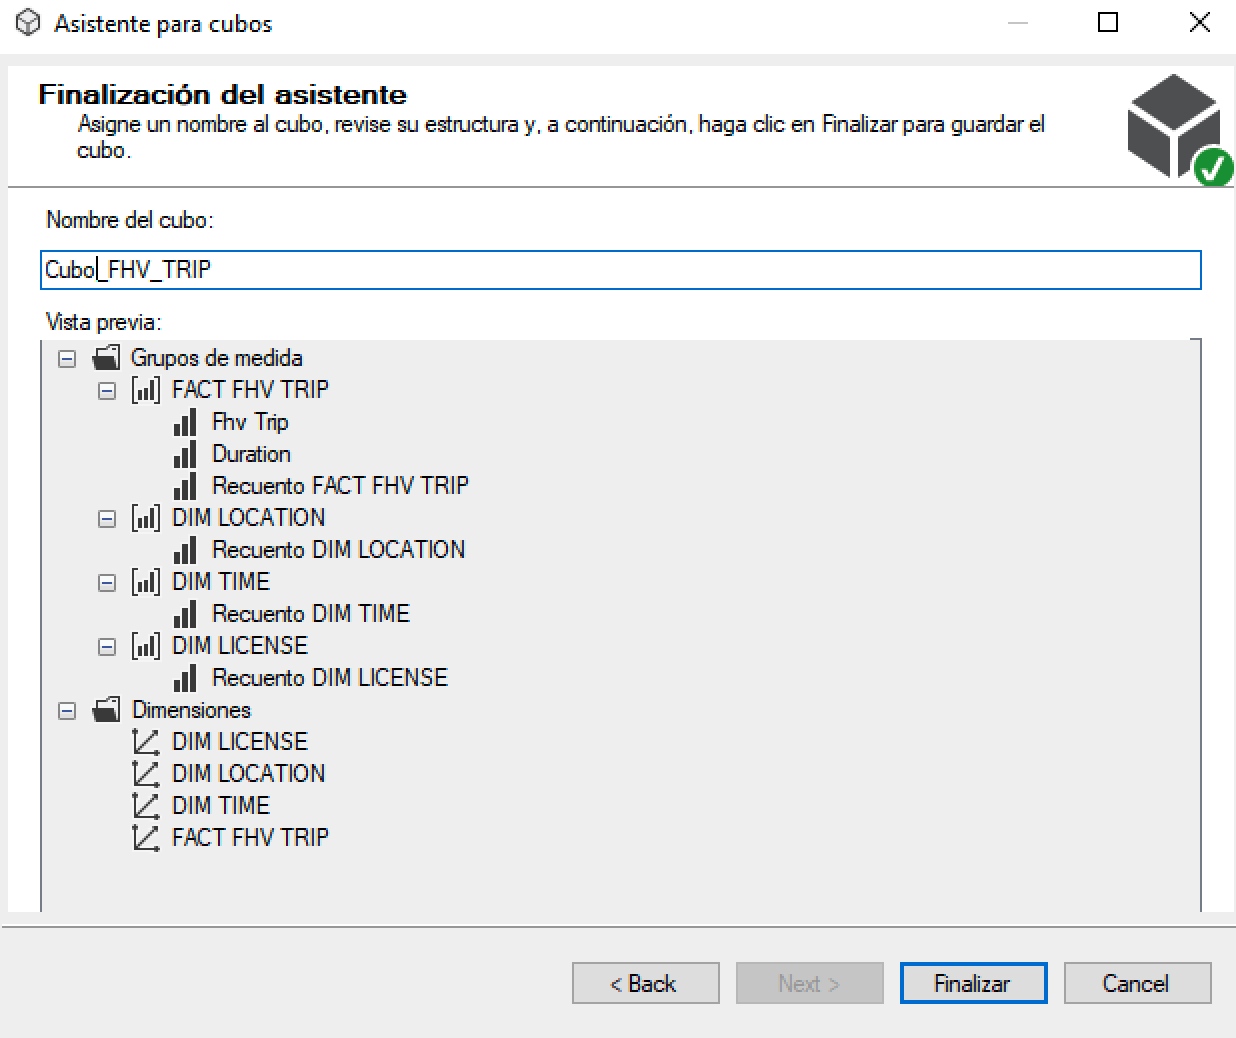 Asistente para cubos
Finalización del asistente
Asigne un nombre al cubo, revise su estructura y, a continuación, haga clic en Finalizar para guardar el
cubo.
Nombre del cubo:
Cubo_FHV_TRIP
Vista previa:
Grupos de medida
FACT FHV TRIP
Fhv Trip
Duration
Recuento FACT FHV TRIP
DIM LOCATION
Recuento DIM LOCATION
DIM TIME
Recuento DIM TIME
DIM LICENSE
Recuento DIM LICENSE
Dimensiones
DIM LICENSE
DIM LOCATION
DIM TIME
FACT FHV TRIP
< Back Next > Finalizar Cancel